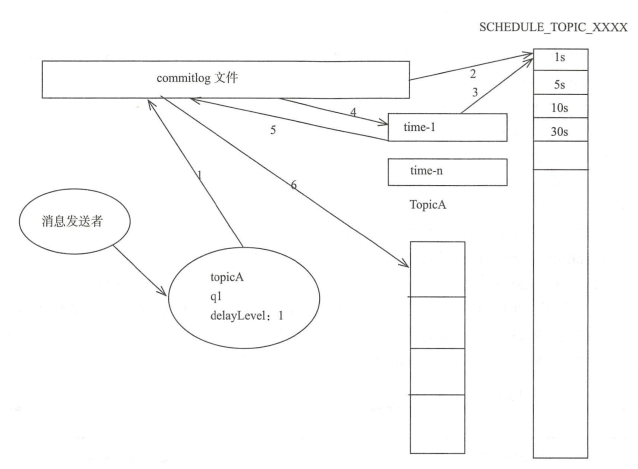 SCHEDULE_TOPIC_XXXX
commitlog 文件
1s
5s
10s
30s
2
3
4
5
time-1
time-n
TopicA
1
6
消息发送者
topicA
q1
delayLevel：1